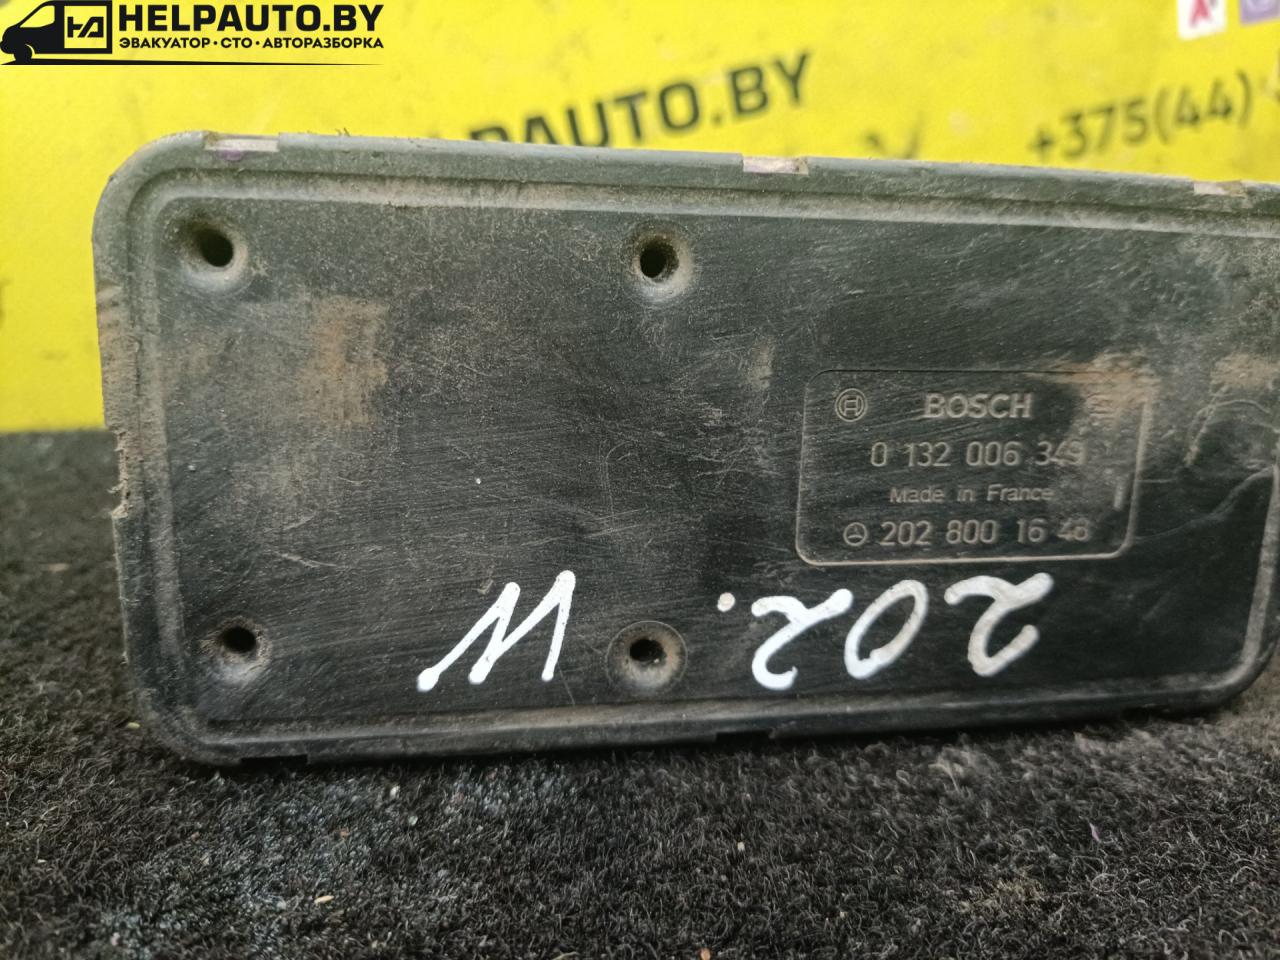 HELPAUTO.BY
ЭВАКУАТОР·СТО·АВТОРАЗБОРКА
PAUTO.BY
+375(44)
BOSCH
0 132 006 349
Made in France
202 800 16 48
202. W